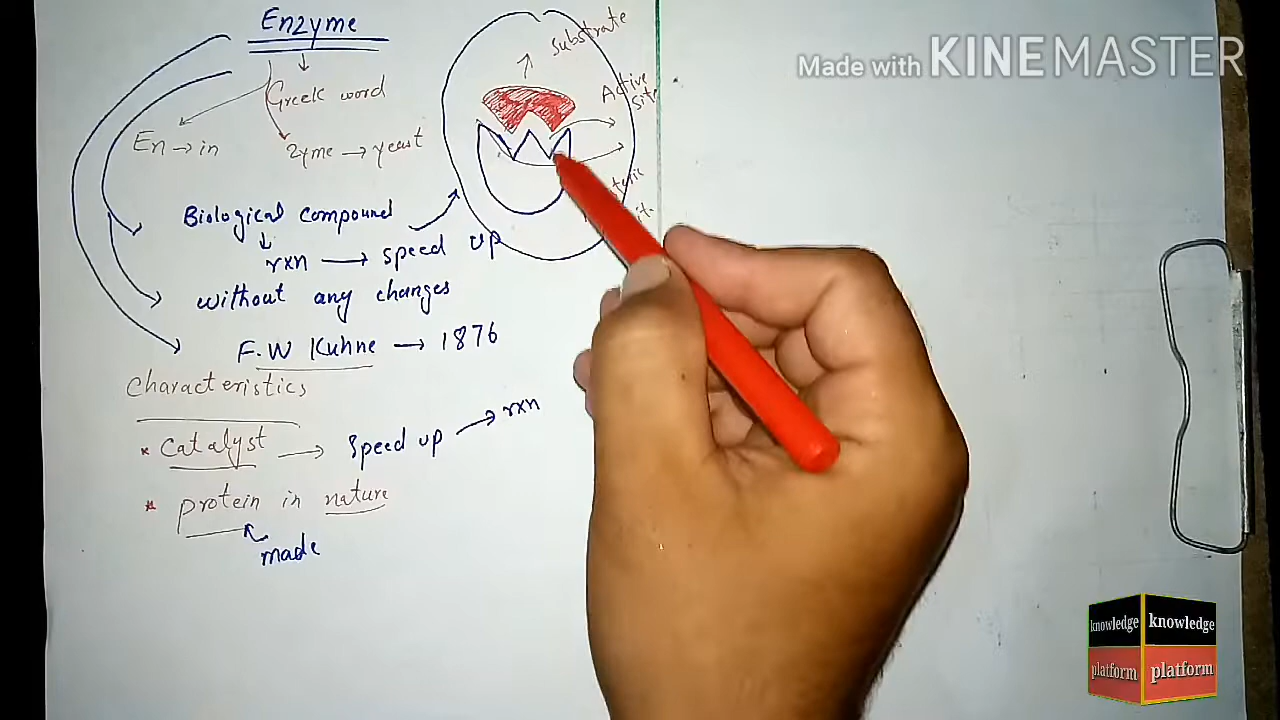 Enzyme
Greek word
En → in
Zyme → yeast
Biological compound
rxn → speed up
without any changes
F.W Kuhne → 1876
Characteristics
* Catalyst → Speed up → rxn
* protein in nature
made
Substrate
Active
site
Made with KINEMASTER
knowledge knowledge
platform platform